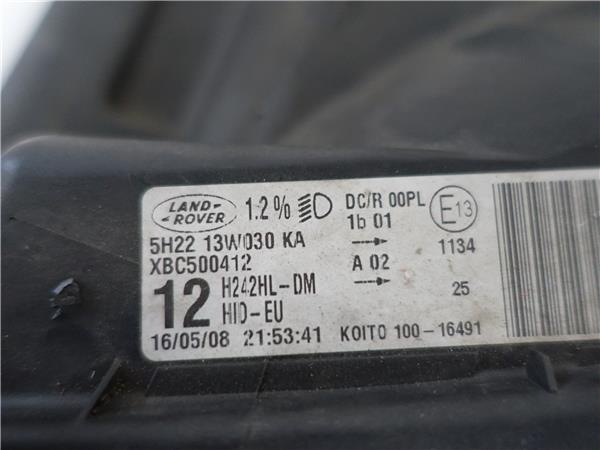 LAND-
ROVER
1.2% DC/R 00PL E13
1b 01
5H22 13W030 KA 1134
XBC500412 A 02
12 H242HL-DM 25
HID-EU
16/05/08 21:53:41 KOITO 100-16491